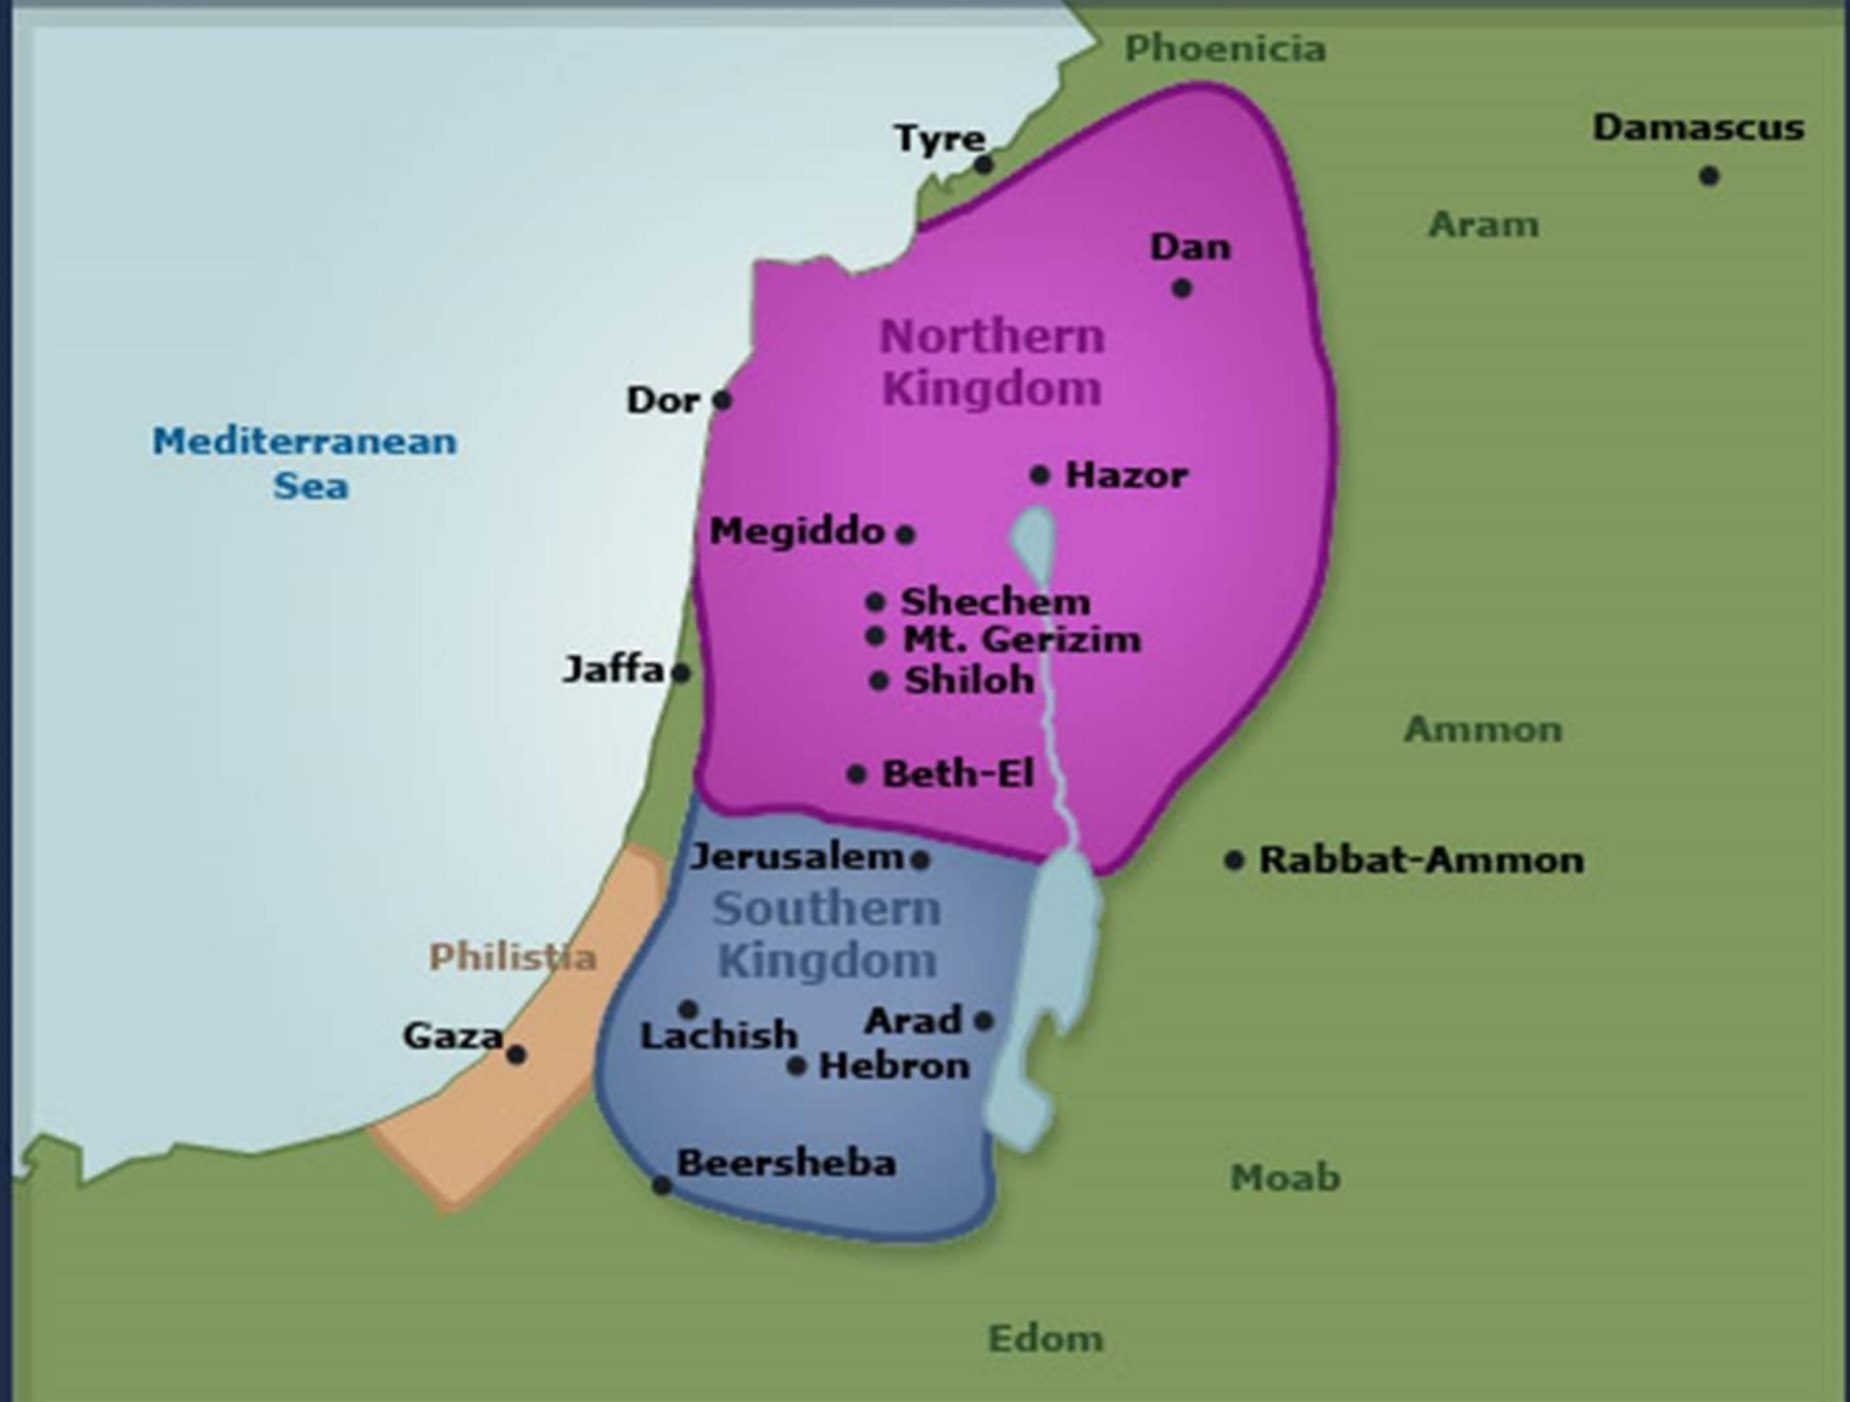 Phoenicia
Damascus
Tyre
Aram
Dan
Northern
Kingdom
Dor
Mediterranean
Sea
Hazor
Megiddo
Shechem
Mt. Gerizim
Jaffa
Shiloh
Ammon
Beth-El
Jerusalem
Rabbat-Ammon
Southern
Kingdom
Philistia
Lachish
Arad
Gaza
Hebron
Beersheba
Moab
Edom